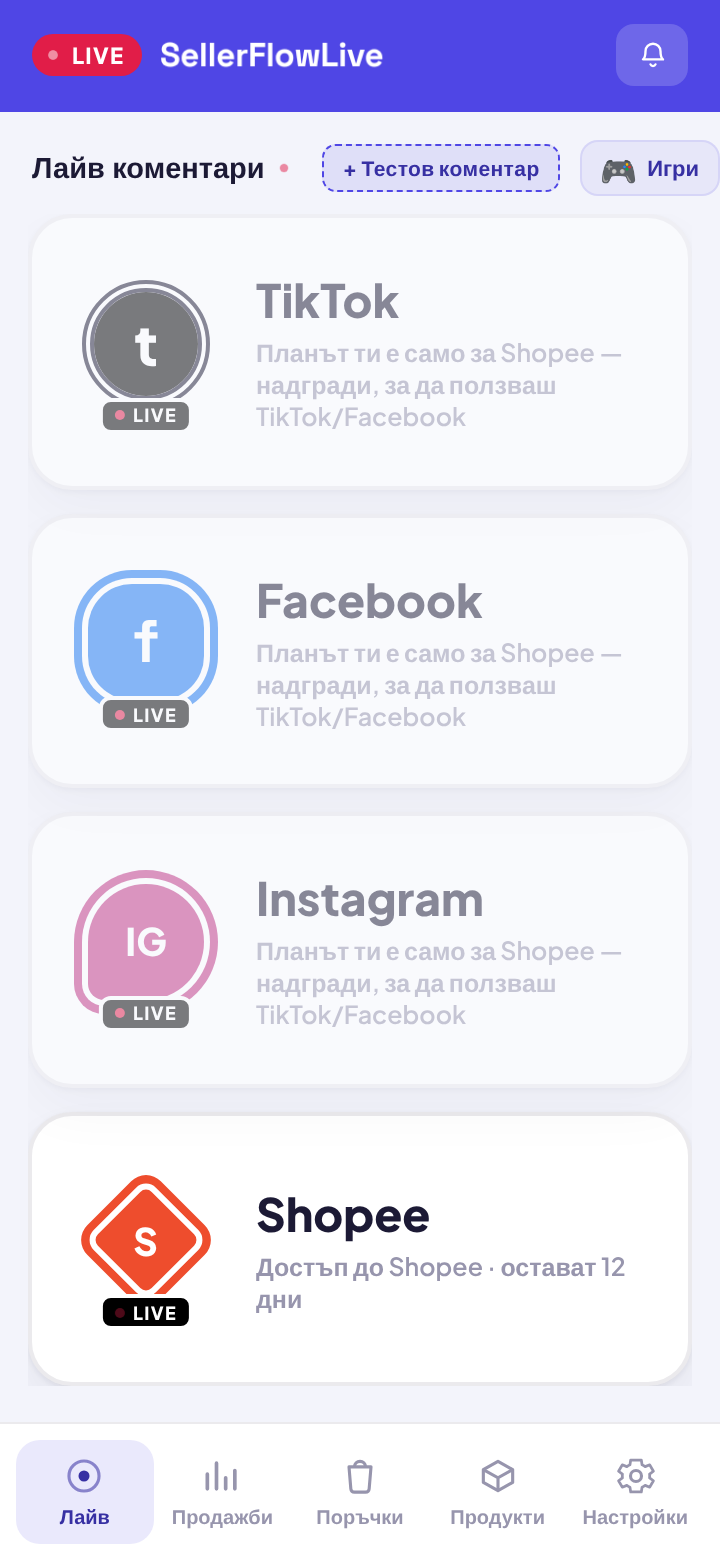 LIVE SellerFlowLive
Лайв коментари + Тестов коментар 🎮 Игри
t
LIVE
TikTok
Планът ти е само за Shopee —
надгради, за да ползваш
TikTok/Facebook
f
LIVE
Facebook
Планът ти е само за Shopee —
надгради, за да ползваш
TikTok/Facebook
IG
LIVE
Instagram
Планът ти е само за Shopee —
надгради, за да ползваш
TikTok/Facebook
S
LIVE
Shopee
Достъп до Shopee · остават 12
дни
Лайв Продажби Поръчки Продукти Настройки